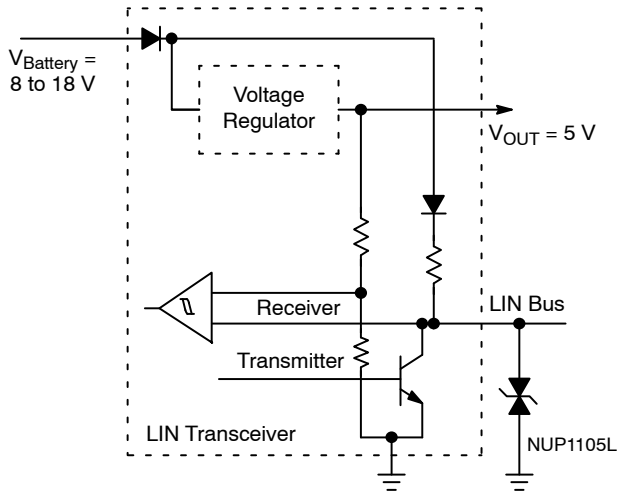 V_Battery =
8 to 18 V
Voltage
Regulator
V_OUT = 5 V
Receiver
LIN Bus
Transmitter
LIN Transceiver
NUP1105L